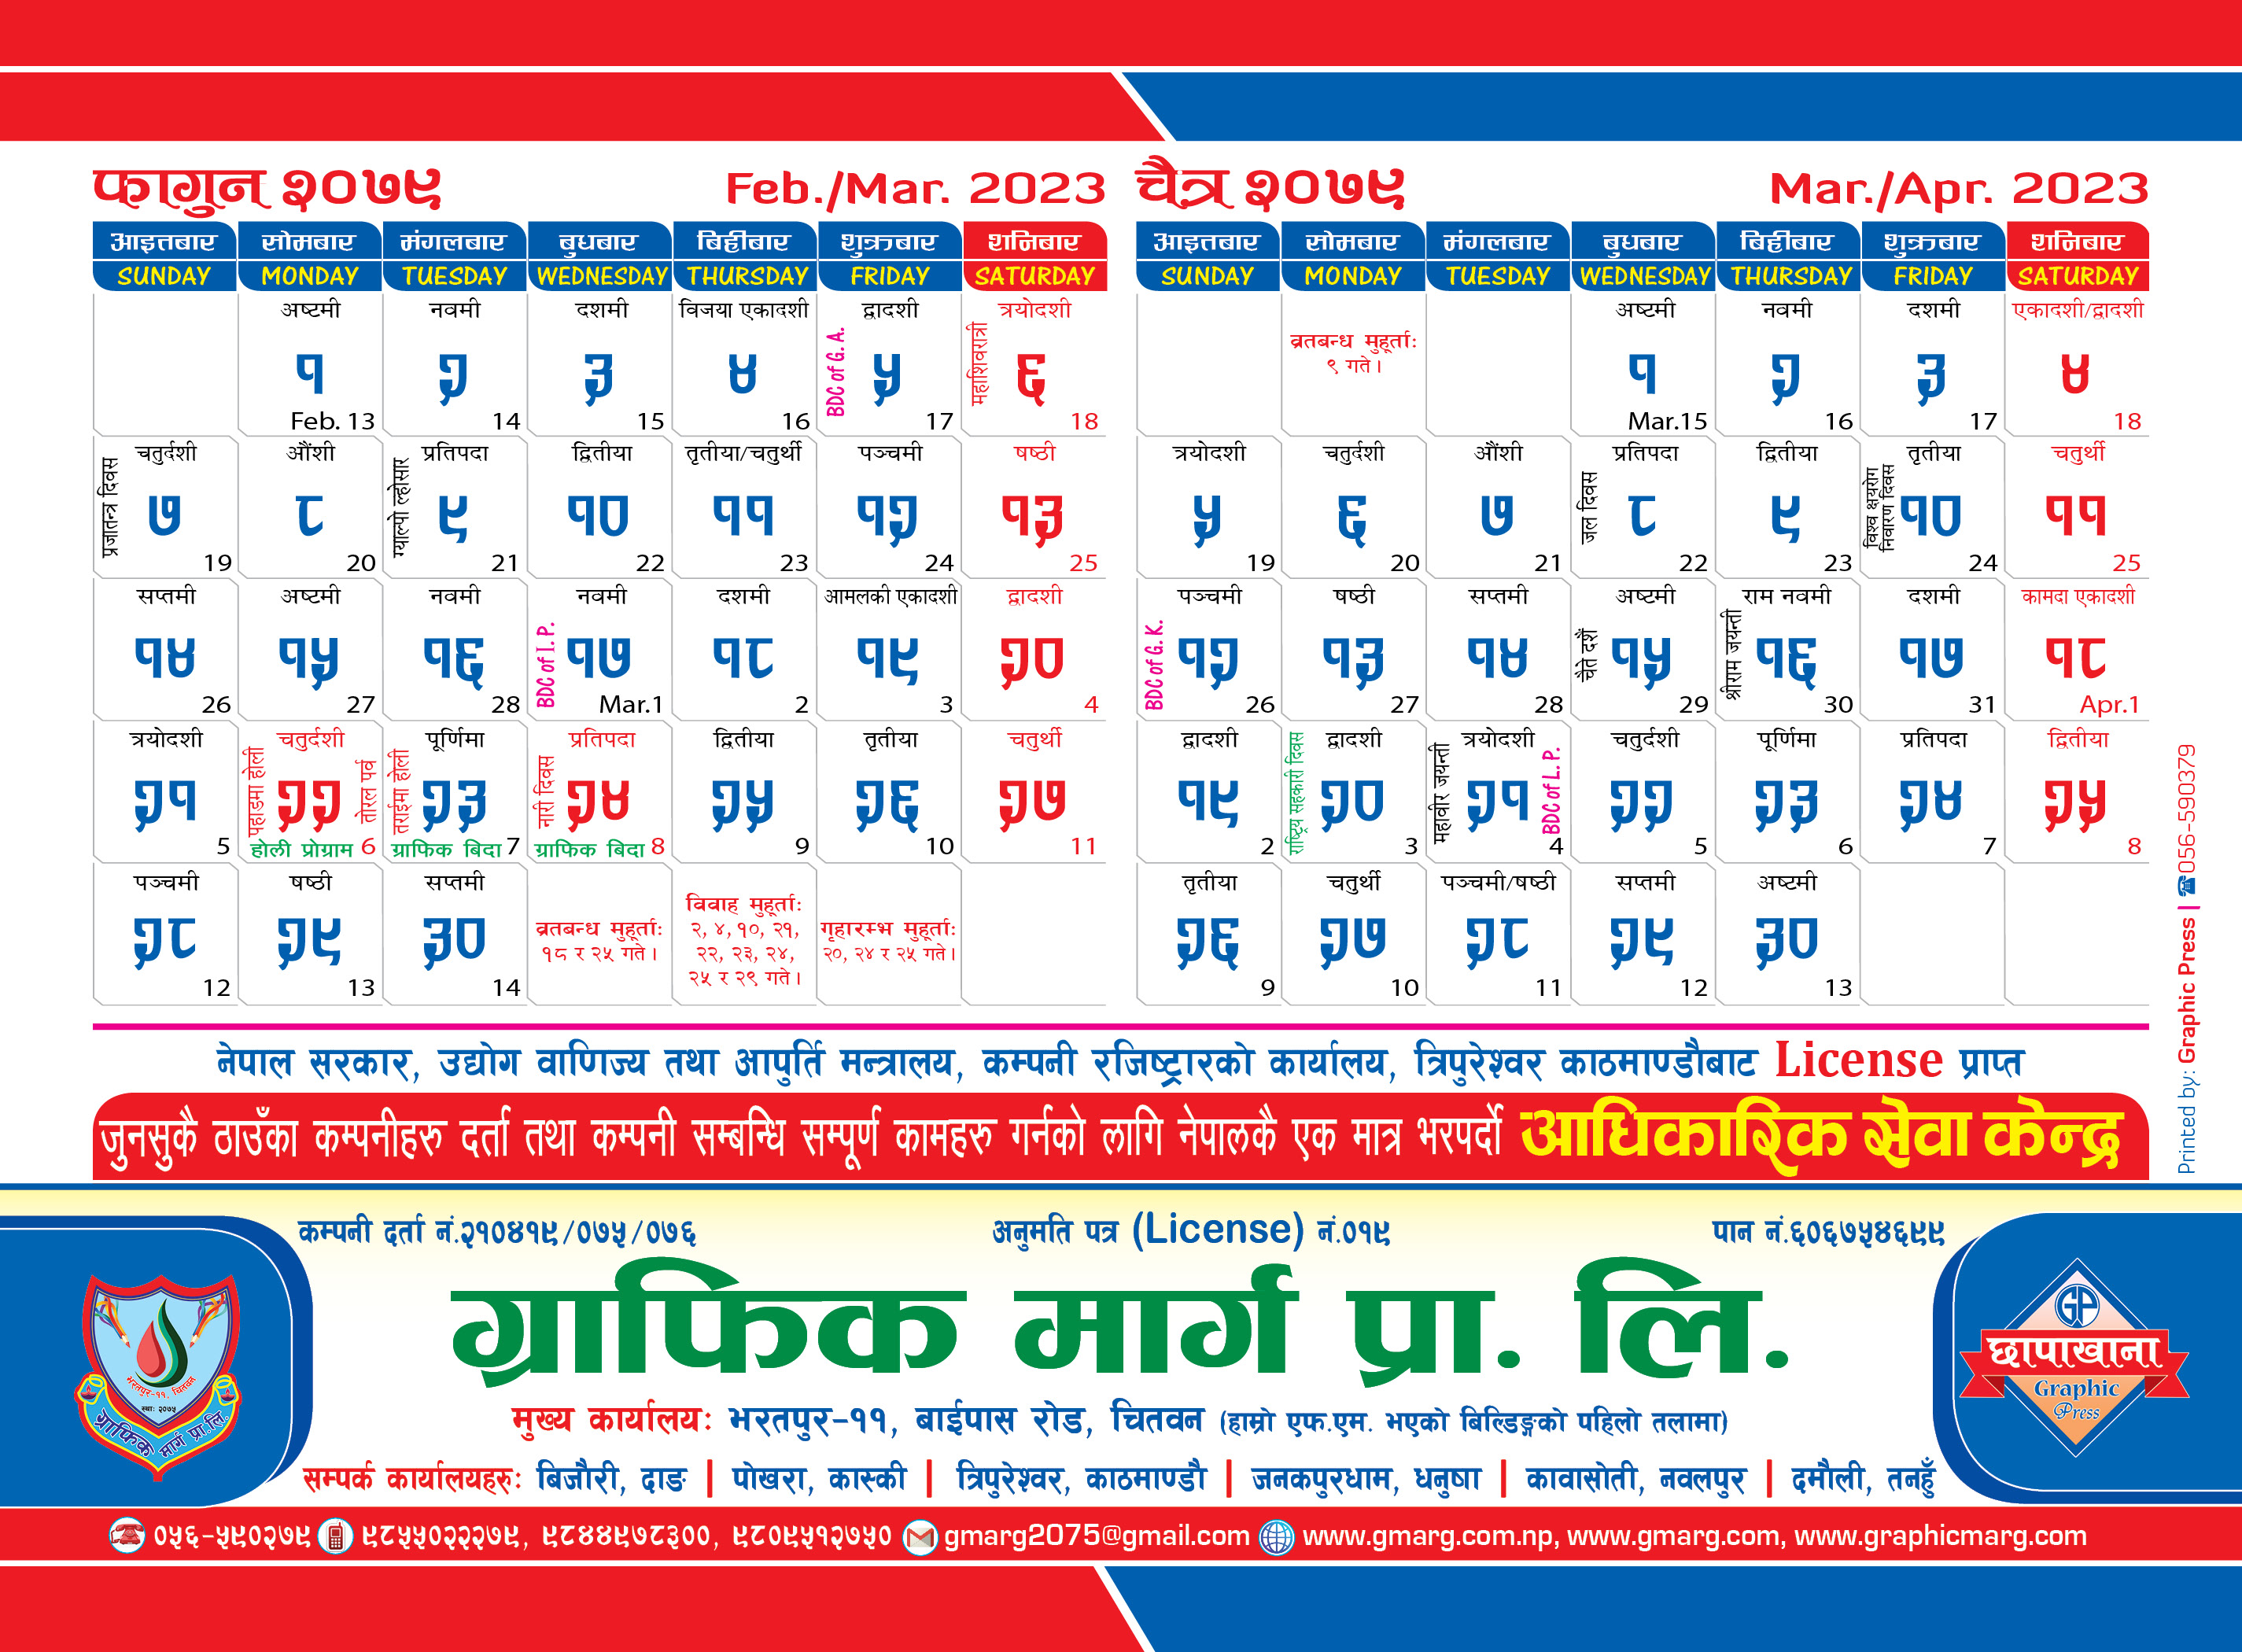 फागुन २०७९ Feb./Mar. 2023
आइतबार सोमबार मंगलबार बुधबार बिहीबार शुक्रबार शनिबार
SUNDAY MONDAY TUESDAY WEDNESDAY THURSDAY FRIDAY SATURDAY
अष्टमी नवमी दशमी विजया एकादशी द्वादशी त्रयोदशी
१ २ ३ ४ BDC of G. A. ५ महाशिवरात्री ६
Feb. 13 14 15 16 17 18
चतुर्दशी औंशी प्रतिपदा द्वितीया तृतीया/चतुर्थी पञ्चमी षष्ठी
प्रजातन्त्र दिवस ७ ८ ग्याल्पो ल्होसार ९ १० ११ १२ १३
19 20 21 22 23 24 25
सप्तमी अष्टमी नवमी नवमी दशमी आमलकी एकादशी द्वादशी
१४ १५ १६ BDC of I. P. १७ १८ १९ २०
26 27 28 Mar.1 2 3 4
त्रयोदशी चतुर्दशी पूर्णिमा प्रतिपदा द्वितीया तृतीया चतुर्थी
२१ पहाडमा होली २२ तोरल पर्व तराईमा होली २३ नारी दिवस २४ २५ २६ २७
5 होली प्रोग्राम 6 ग्राफिक बिदा 7 ग्राफिक बिदा 8 9 10 11
पञ्चमी षष्ठी सप्तमी
२८ २९ ३०
12 13 14
व्रतबन्ध मुहूर्ताः
१८ र २५ गते ।
विवाह मुहूर्ताः
२, ४, १०, २१,
२२, २३, २४,
२५ र २९ गते ।
गृहारम्भ मुहूर्ताः
२०, २४ र २५ गते ।
चैत्र २०७९ Mar./Apr. 2023
आइतबार सोमबार मंगलबार बुधबार बिहीबार शुक्रबार शनिबार
SUNDAY MONDAY TUESDAY WEDNESDAY THURSDAY FRIDAY SATURDAY
व्रतबन्ध मुहूर्ताः
९ गते ।
अष्टमी नवमी दशमी एकादशी/द्वादशी
१ २ ३ ४
Mar.15 16 17 18
त्रयोदशी चतुर्दशी औंशी प्रतिपदा द्वितीया तृतीया चतुर्थी
५ ६ ७ जल दिवस ८ ९ विश्व क्षयरोग निवारण दिवस १० ११
19 20 21 22 23 24 25
पञ्चमी षष्ठी सप्तमी अष्टमी राम नवमी दशमी कामदा एकादशी
BDC of G. K. १२ १३ १४ चैते दशैं १५ श्रीराम जयन्ती १६ १७ १८
26 27 28 29 30 31 Apr.1
द्वादशी द्वादशी त्रयोदशी चतुर्दशी पूर्णिमा प्रतिपदा द्वितीया
१९ राष्ट्रिय सहकारी दिवस २० महावीर जयन्ती २१ BDC of L. P. २२ २३ २४ २५
2 3 4 5 6 7 8
तृतीया चतुर्थी पञ्चमी/षष्ठी सप्तमी अष्टमी
२६ २७ २८ २९ ३०
9 10 11 12 13
Printed by: Graphic Press | ☎056-590379
नेपाल सरकार, उद्योग वाणिज्य तथा आपुर्ति मन्त्रालय, कम्पनी रजिष्ट्रारको कार्यालय, त्रिपुरेश्वर काठमाण्डौबाट License प्राप्त
जुनसुकै ठाउँका कम्पनीहरु दर्ता तथा कम्पनी सम्बन्धि सम्पूर्ण कामहरु गर्नको लागि नेपालकै एक मात्र भरपर्दो आधिकारिक सेवा केन्द्र
कम्पनी दर्ता नं.२१०४१९/०७५/०७६ अनुमति पत्र (License) नं.०१९ पान नं.६०६७५४६९९
ग्राफिक मार्ग प्रा. लि.
मुख्य कार्यालयः भरतपुर-११, बाईपास रोड, चितवन (हाम्रो एफ.एम. भएको बिल्डिङ्गको पहिलो तलामा)
सम्पर्क कार्यालयहरुः बिजौरी, दाङ | पोखरा, कास्की | त्रिपुरेश्वर, काठमाण्डौ | जनकपुरधाम, धनुषा | कावासोती, नवलपुर | दमौली, तनहुँ
भरतपुर-११, चितवन
स्थाः २०७५
ग्राफिक मार्ग प्रा.लि.
GP
छापाखाना
Graphic
Press
०५६-५९०२७९ ९८५५०२२२७९, ९८४४९७८३००, ९८०९५१२७५० gmarg2075@gmail.com www.gmarg.com.np, www.gmarg.com, www.graphicmarg.com